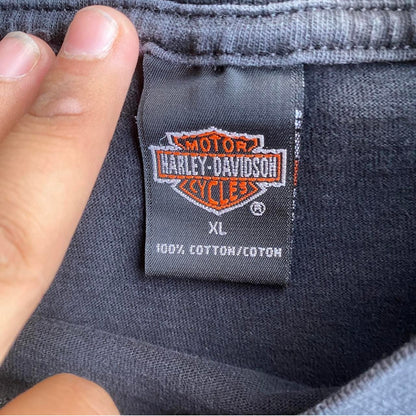 MOTOR
HARLEY-DAVIDSON
CYCLES
®
XL
100% COTTON/COTON